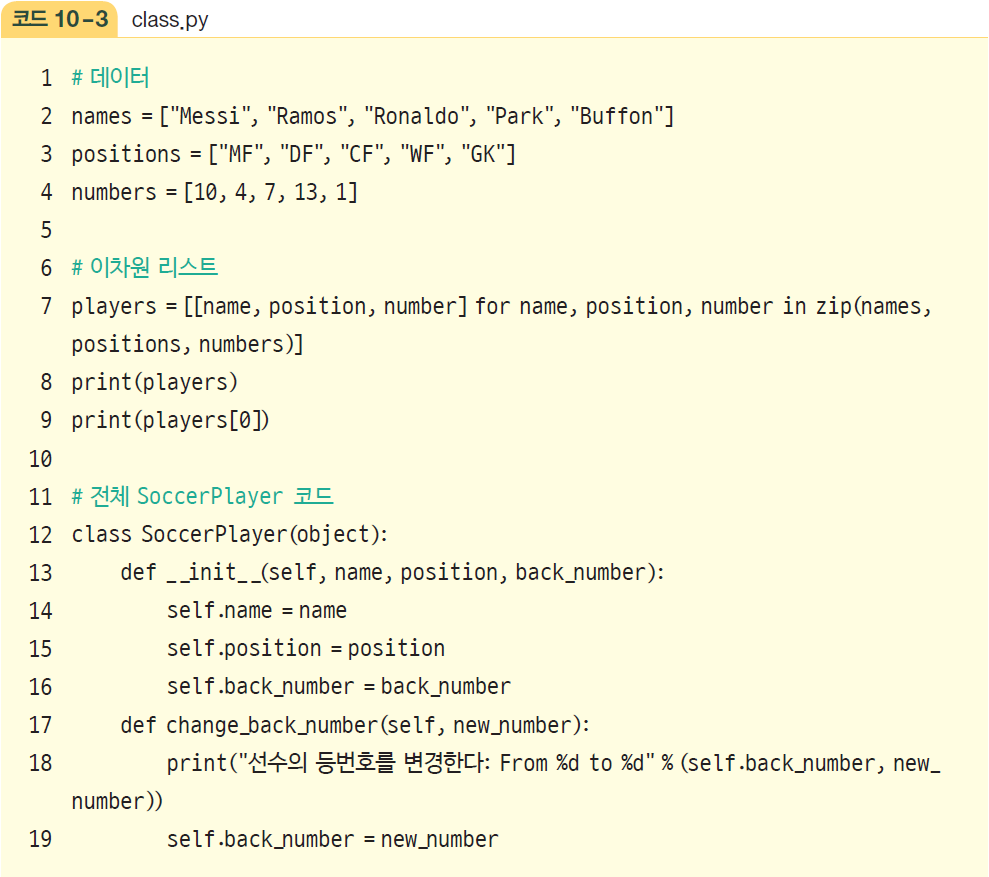 코드 10-3 class.py
1 # 데이터
2 names = ["Messi", "Ramos", "Ronaldo", "Park", "Buffon"]
3 positions = ["MF", "DF", "CF", "WF", "GK"]
4 numbers = [10, 4, 7, 13, 1]
5
6 # 이차원 리스트
7 players = [[name, position, number] for name, position, number in zip(names,
positions, numbers)]
8 print(players)
9 print(players[0])
10
11 # 전체 SoccerPlayer 코드
12 class SoccerPlayer(object):
13 def __init__(self, name, position, back_number):
14 self.name = name
15 self.position = position
16 self.back_number = back_number
17 def change_back_number(self, new_number):
18 print("선수의 등번호를 변경한다: From %d to %d" % (self.back_number, new_
number))
19 self.back_number = new_number